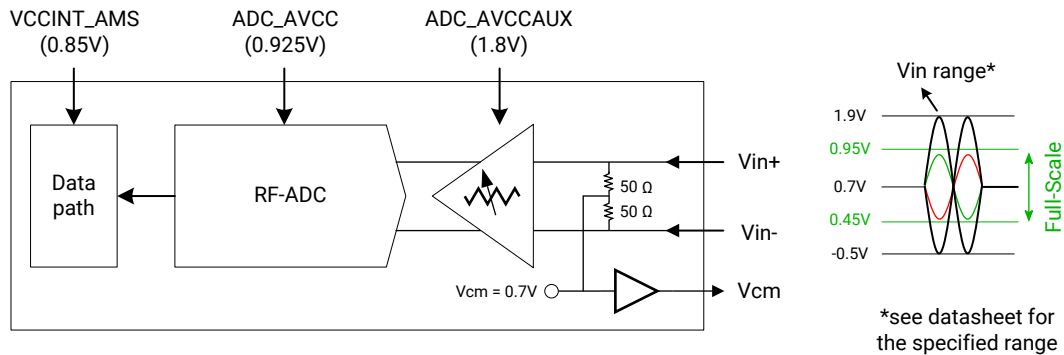 VCCINT_AMS
(0.85V)
ADC_AVCC
(0.925V)
ADC_AVCCAUX
(1.8V)
Data
path
RF-ADC
50 Ω
50 Ω
Vin+
Vin-
Vcm = 0.7V
Vcm
Vin range*
1.9V
0.95V
0.7V
0.45V
-0.5V
Full-Scale
*see datasheet for
the specified range